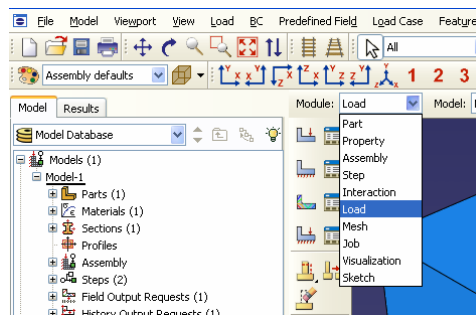 File Model Viewport View Load BC Predefined Field Load Case
All
Assembly defaults
1 2 3
Model Results
Module: Load Model:
Model Database
Models (1)
Model-1
Parts (1)
Materials (1)
Sections (1)
Profiles
Assembly
Steps (2)
Field Output Requests (1)
History Output Requests (1)
Part
Property
Assembly
Step
Interaction
Load
Mesh
Job
Visualization
Sketch